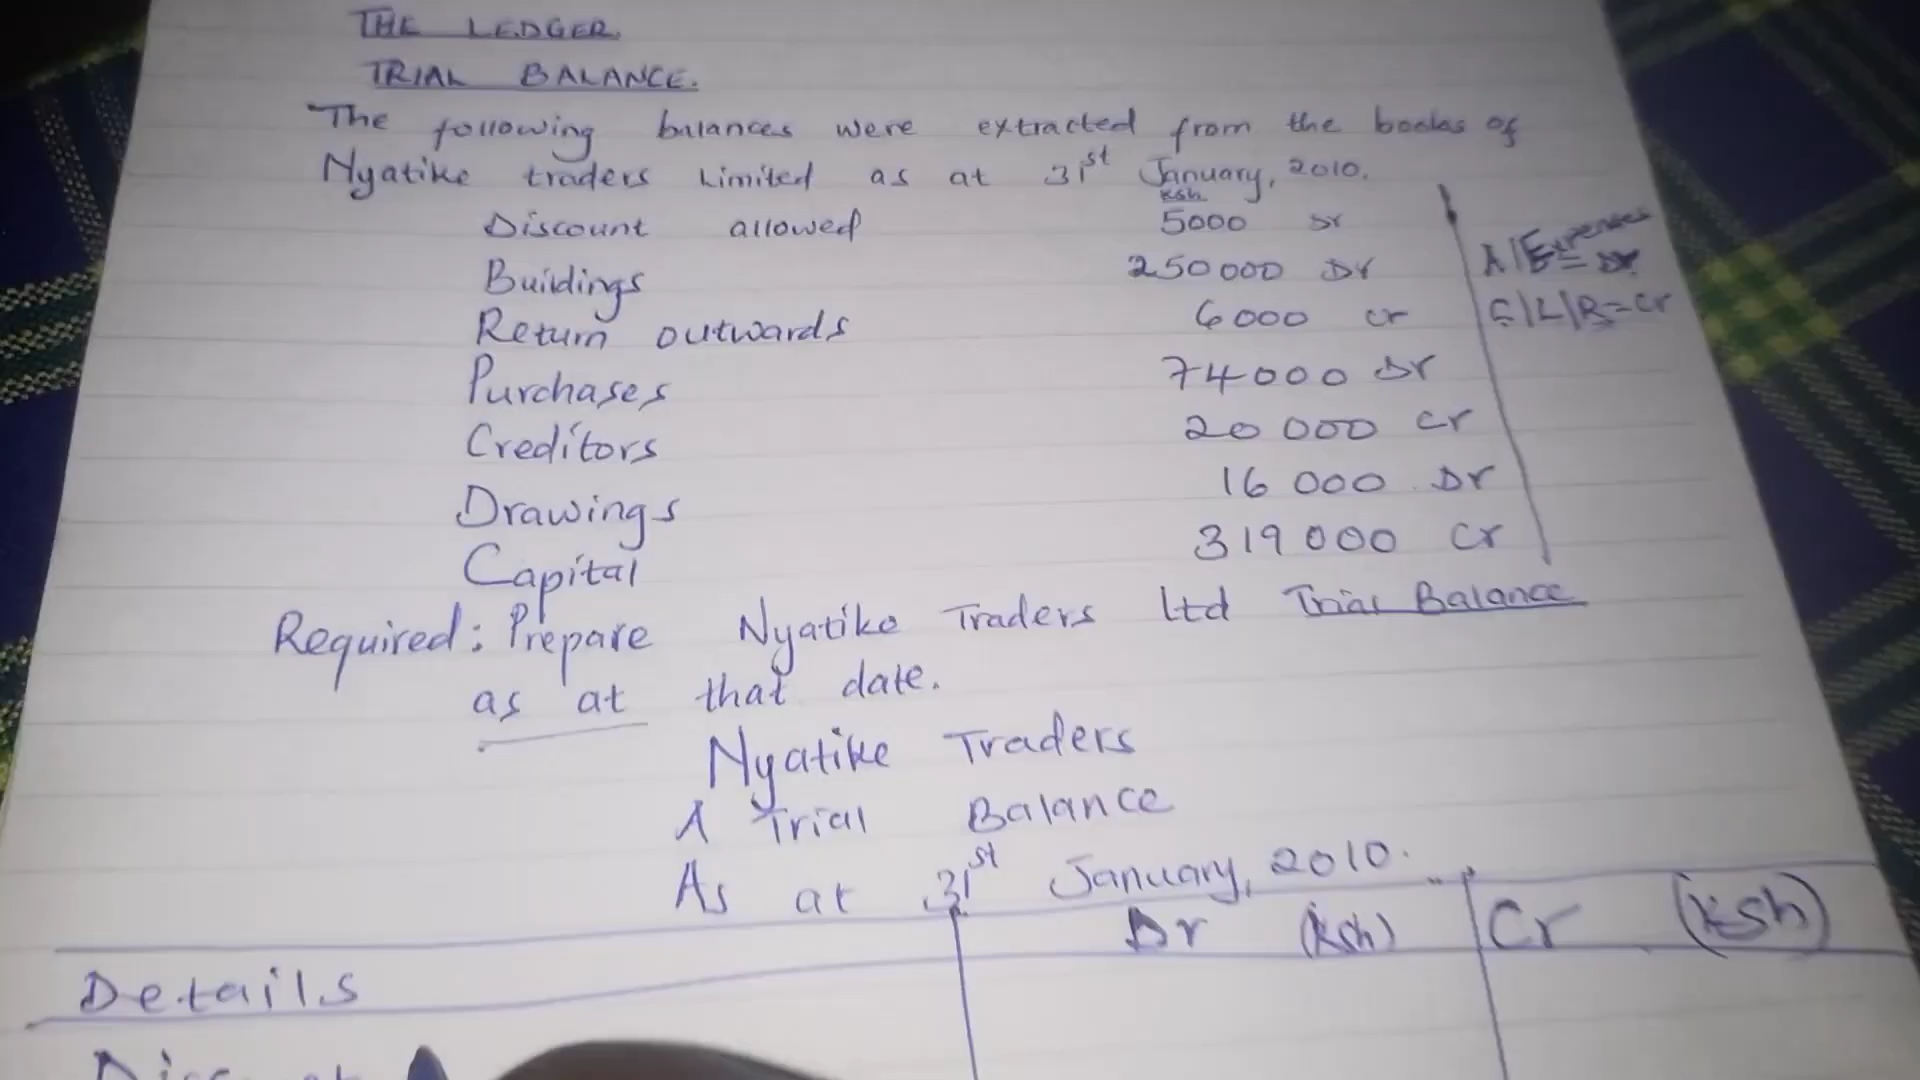 THE LEDGER.
TRIAL BALANCE.
The following balances were extracted from the books of
Nyatike traders Limited as at 31st January, 2010.
Ksh
Discount allowed 5000 Dr
Buildings 250000 Dr
Return outwards 6000 cr
Purchases 74000 Dr
Creditors 20 000 cr
Drawings 16 000 Dr
Capital 319 000 Cr
A/Expenses = Dr
C/L/R = Cr
Required: Prepare Nyatike Traders Ltd Trial Balance
as at that date.
Nyatike Traders
A Trial Balance
As at 31st January, 2010.
Details Dr (Ksh) Cr (Ksh)